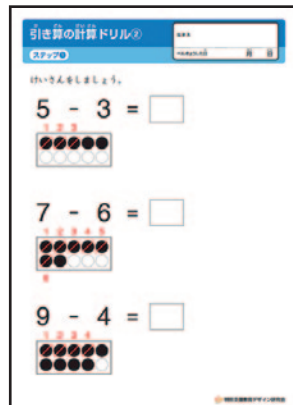 引き算の計算ドリル②
ステップ①
けいさんをしましょう。
5 - 3 =
1 2 3
7 - 6 =
1 2 3 4 5
6
9 - 4 =
1 2 3 4